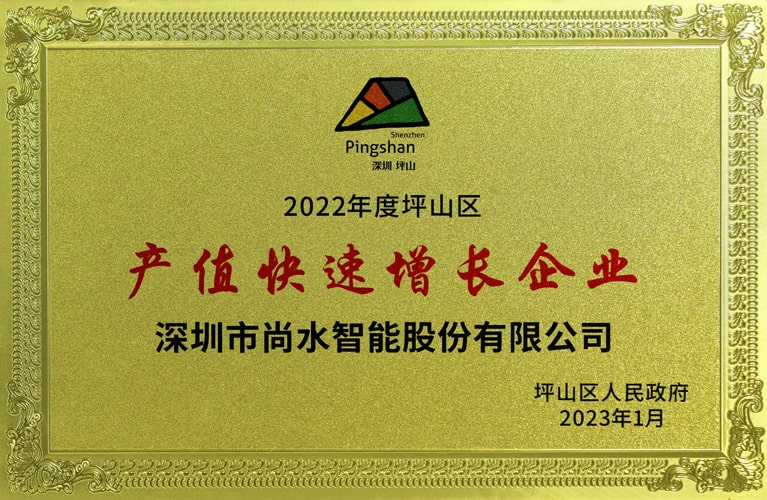 Shenzhen
Pingshan
深圳 坪山
2022年度坪山区
产值快速增长企业
深圳市尚水智能股份有限公司
坪山区人民政府
2023年1月